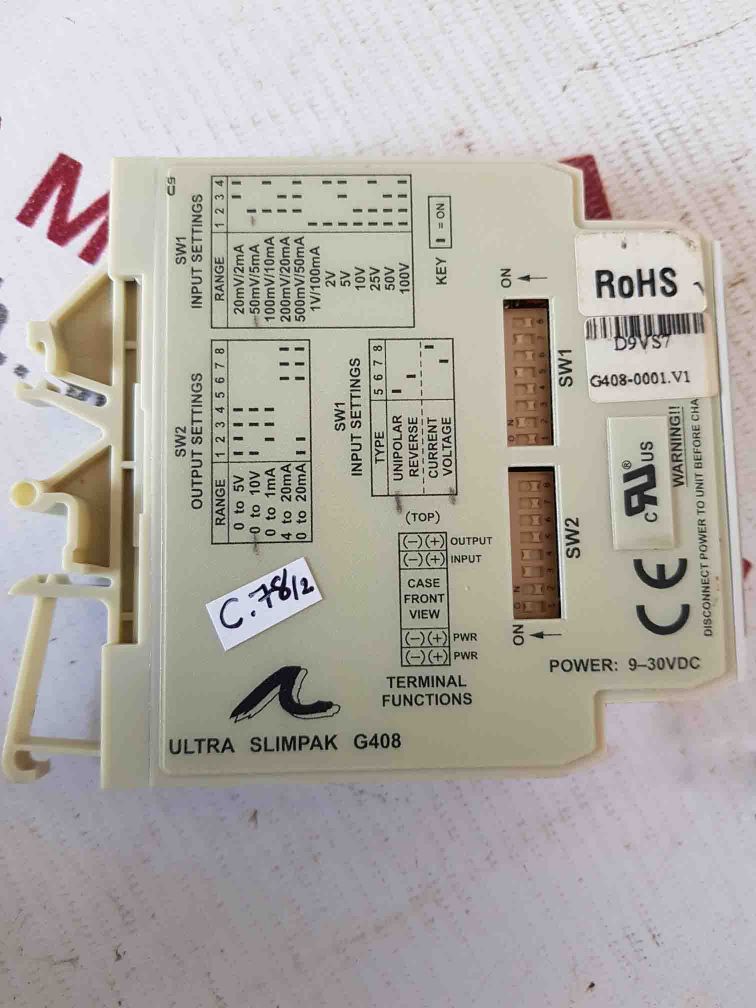 SW1
INPUT SETTINGS
RANGE 1 2 3 4
20mV/2mA
50mV/5mA
100mV/10mA
200mV/20mA
500mV/50mA
1V/100mA
2V
5V
10V
25V
50V
100V
KEY = ON
SW2
OUTPUT SETTINGS
RANGE 1 2 3 4 5 6 7 8
0 to 5V
0 to 10V
0 to 1mA
4 to 20mA
0 to 20mA
SW1
INPUT SETTINGS
TYPE 5 6 7 8
UNIPOLAR
REVERSE
CURRENT
VOLTAGE
ON
SW1
SW2
ON
RoHS
D9VS7
G408-0001.V1
C US
WARNING!!
DISCONNECT POWER TO UNIT BEFORE CHA
CE
(TOP)
(−) (+) OUTPUT
(−) (+) INPUT
CASE
FRONT
VIEW
(−) (+) PWR
(−) (+) PWR
TERMINAL
FUNCTIONS
POWER: 9–30VDC
C.78/2
ULTRA SLIMPAK G408